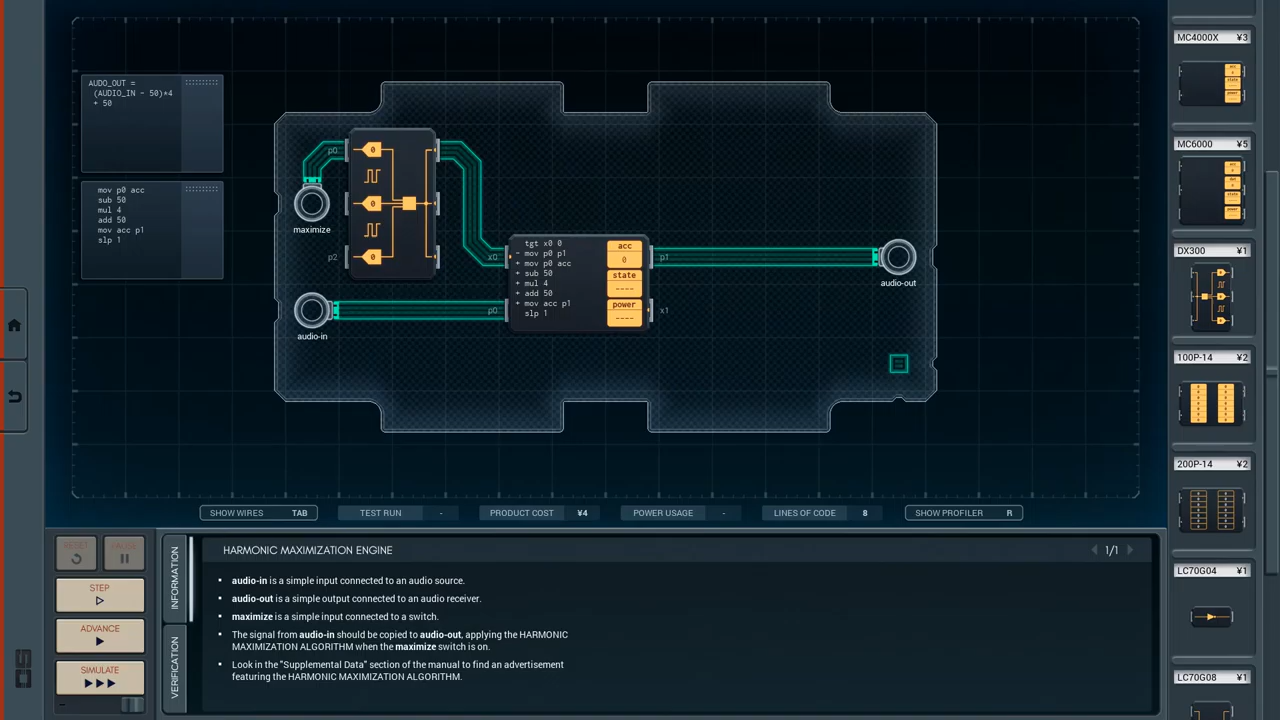 AUDO_OUT =
(AUDIO_IN - 50)*4
+ 50
mov p0 acc
sub 50
mul 4
add 50
mov acc p1
slp 1
p0
0
0
p2
0
maximize
audio-in
x0
p0
tgt x0 0
+ mov p0 p1
+ mov p0 acc
+ sub 50
+ mul 4
+ add 50
+ mov acc p1
slp 1
acc
0
state
----
power
----
p1
x1
audio-out
MC4000X ¥3
MC6000 ¥5
DX300 ¥1
100P-14 ¥2
200P-14 ¥2
LC70G04 ¥1
LC70G08 ¥1
SHOW WIRES TAB
TEST RUN -
PRODUCT COST ¥4
POWER USAGE -
LINES OF CODE 8
SHOW PROFILER R
RESET
PAUSE
STEP
ADVANCE
SIMULATE
INFORMATION
VERIFICATION
HARMONIC MAXIMIZATION ENGINE
1/1
audio-in is a simple input connected to an audio source.
audio-out is a simple output connected to an audio receiver.
maximize is a simple input connected to a switch.
The signal from audio-in should be copied to audio-out, applying the HARMONIC
MAXIMIZATION ALGORITHM when the maximize switch is on.
Look in the "Supplemental Data" section of the manual to find an advertisement
featuring the HARMONIC MAXIMIZATION ALGORITHM.